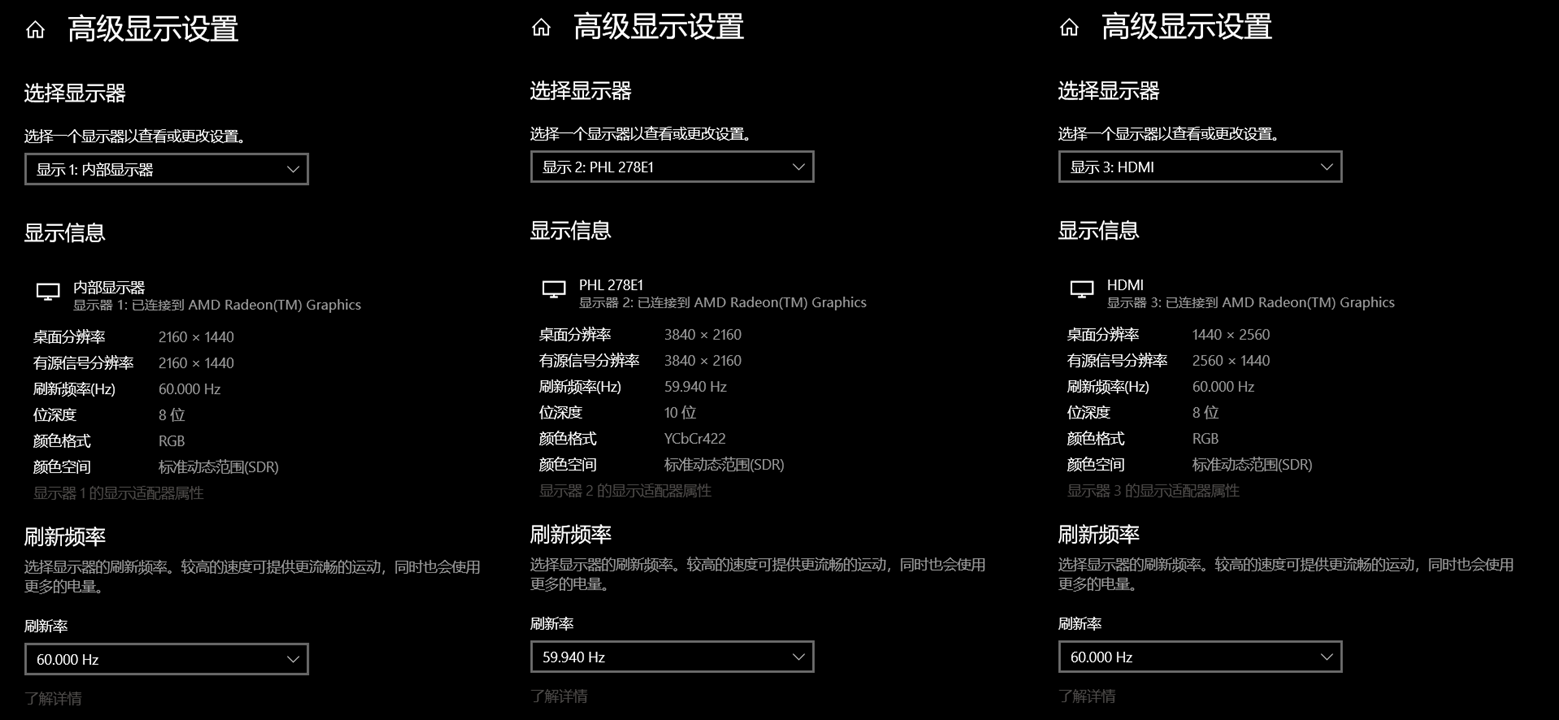 高级显示设置
选择显示器
选择一个显示器以查看或更改设置。
显示 1: 内部显示器
显示信息
内部显示器
显示器 1: 已连接到 AMD Radeon(TM) Graphics
桌面分辨率 2160 × 1440
有源信号分辨率 2160 × 1440
刷新频率(Hz) 60.000 Hz
位深度 8 位
颜色格式 RGB
颜色空间 标准动态范围(SDR)
显示器 1 的显示适配器属性
刷新频率
选择显示器的刷新频率。较高的速度可提供更流畅的运动，同时也会使用
更多的电量。
刷新率
60.000 Hz
了解详情
高级显示设置
选择显示器
选择一个显示器以查看或更改设置。
显示 2: PHL 278E1
显示信息
PHL 278E1
显示器 2: 已连接到 AMD Radeon(TM) Graphics
桌面分辨率 3840 × 2160
有源信号分辨率 3840 × 2160
刷新频率(Hz) 59.940 Hz
位深度 10 位
颜色格式 YCbCr422
颜色空间 标准动态范围(SDR)
显示器 2 的显示适配器属性
刷新频率
选择显示器的刷新频率。较高的速度可提供更流畅的运动，同时也会使用
更多的电量。
刷新率
59.940 Hz
了解详情
高级显示设置
选择显示器
选择一个显示器以查看或更改设置。
显示 3: HDMI
显示信息
HDMI
显示器 3: 已连接到 AMD Radeon(TM) Graphics
桌面分辨率 1440 × 2560
有源信号分辨率 2560 × 1440
刷新频率(Hz) 60.000 Hz
位深度 8 位
颜色格式 RGB
颜色空间 标准动态范围(SDR)
显示器 3 的显示适配器属性
刷新频率
选择显示器的刷新频率。较高的速度可提供更流畅的运动，同时也会使用
更多的电量。
刷新率
60.000 Hz
了解详情